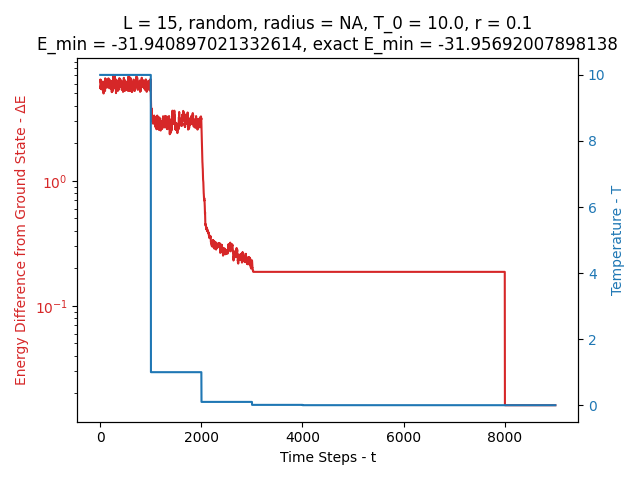 L = 15, random, radius = NA, T_0 = 10.0, r = 0.1
E_min = -31.940897021332614, exact E_min = -31.95692007898138
Energy Difference from Ground State - ΔE
10⁰
10⁻¹
10
8
6
4
2
0
Temperature - T
0 2000 4000 6000 8000
Time Steps - t